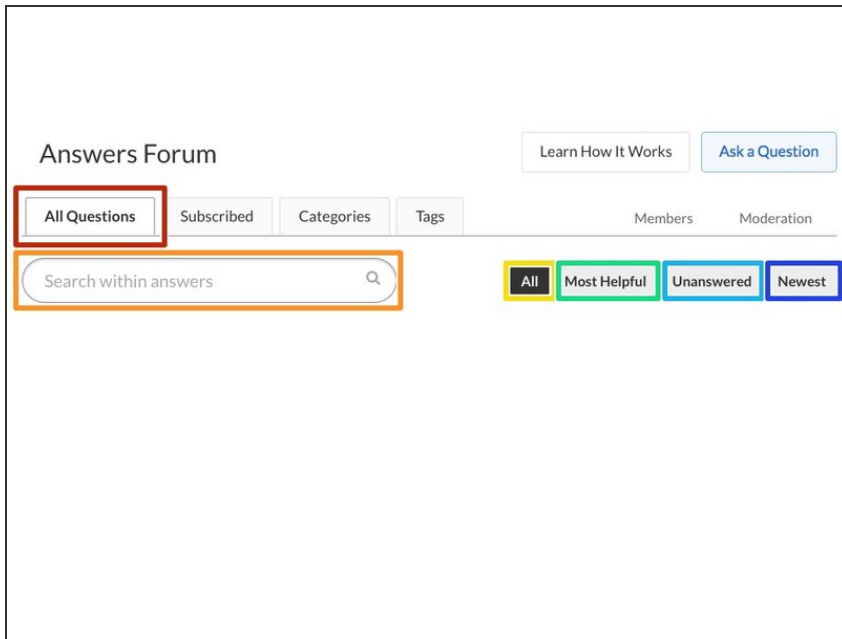 Answers Forum
Learn How It Works
Ask a Question
All Questions
Subscribed
Categories
Tags
Members
Moderation
Search within answers
All
Most Helpful
Unanswered
Newest